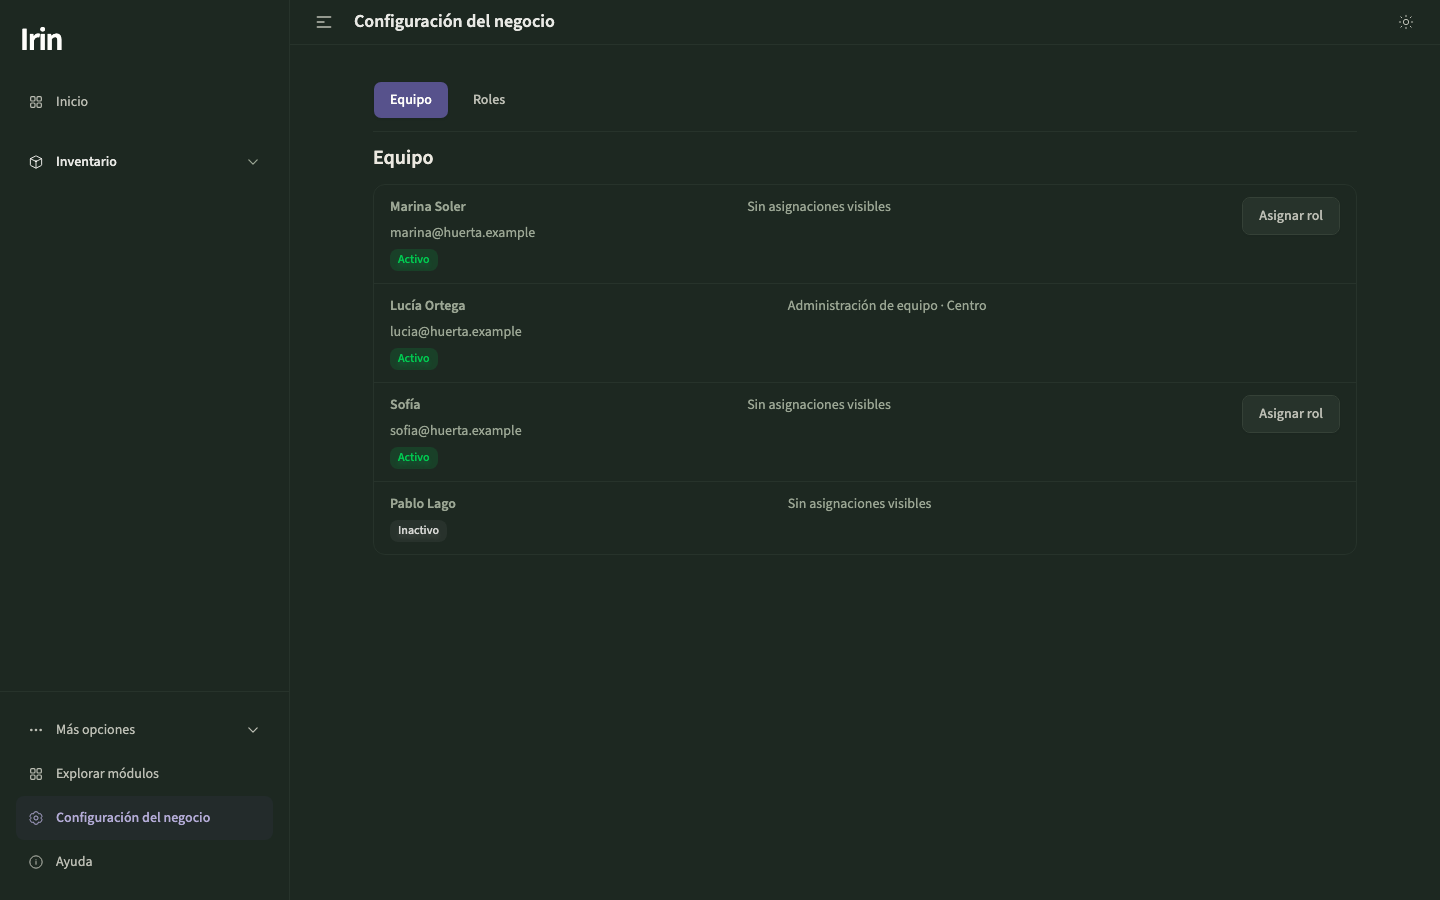 Irin
Configuración del negocio
Inicio
Inventario
Equipo
Roles
Equipo
Marina Soler
Sin asignaciones visibles
Asignar rol
marina@huerta.example
Activo
Lucía Ortega
Administración de equipo · Centro
lucia@huerta.example
Activo
Sofía
Sin asignaciones visibles
Asignar rol
sofia@huerta.example
Activo
Pablo Lago
Sin asignaciones visibles
Inactivo
Más opciones
Explorar módulos
Configuración del negocio
Ayuda